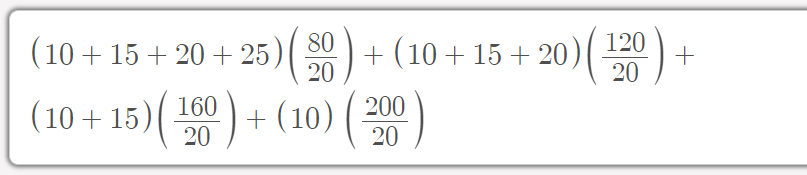 (10 + 15 + 20 + 25)(80/20) + (10 + 15 + 20)(120/20) +
(10 + 15)(160/20) + (10)(200/20)